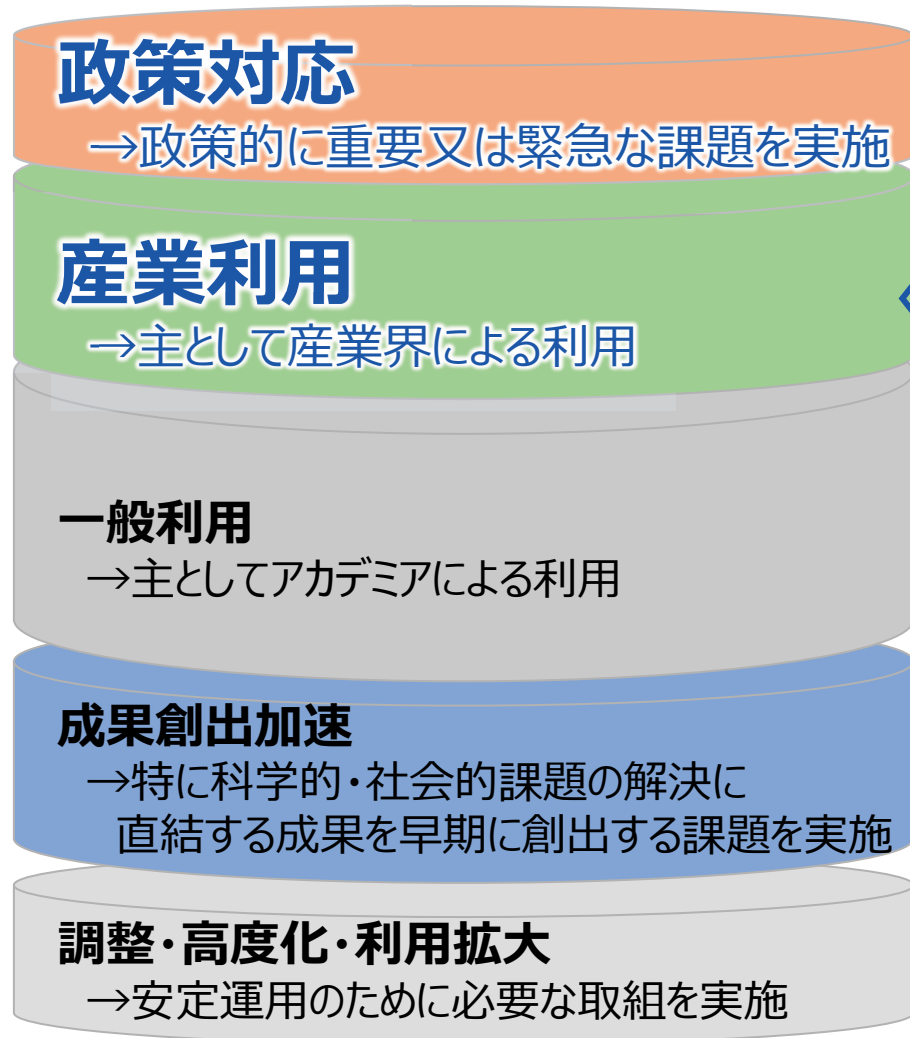 政策対応
→政策的に重要又は緊急な課題を実施
産業利用
→主として産業界による利用
一般利用
→主としてアカデミアによる利用
成果創出加速
→特に科学的・社会的課題の解決に
直結する成果を早期に創出する課題を実施
調整・高度化・利用拡大
→安定運用のために必要な取組を実施